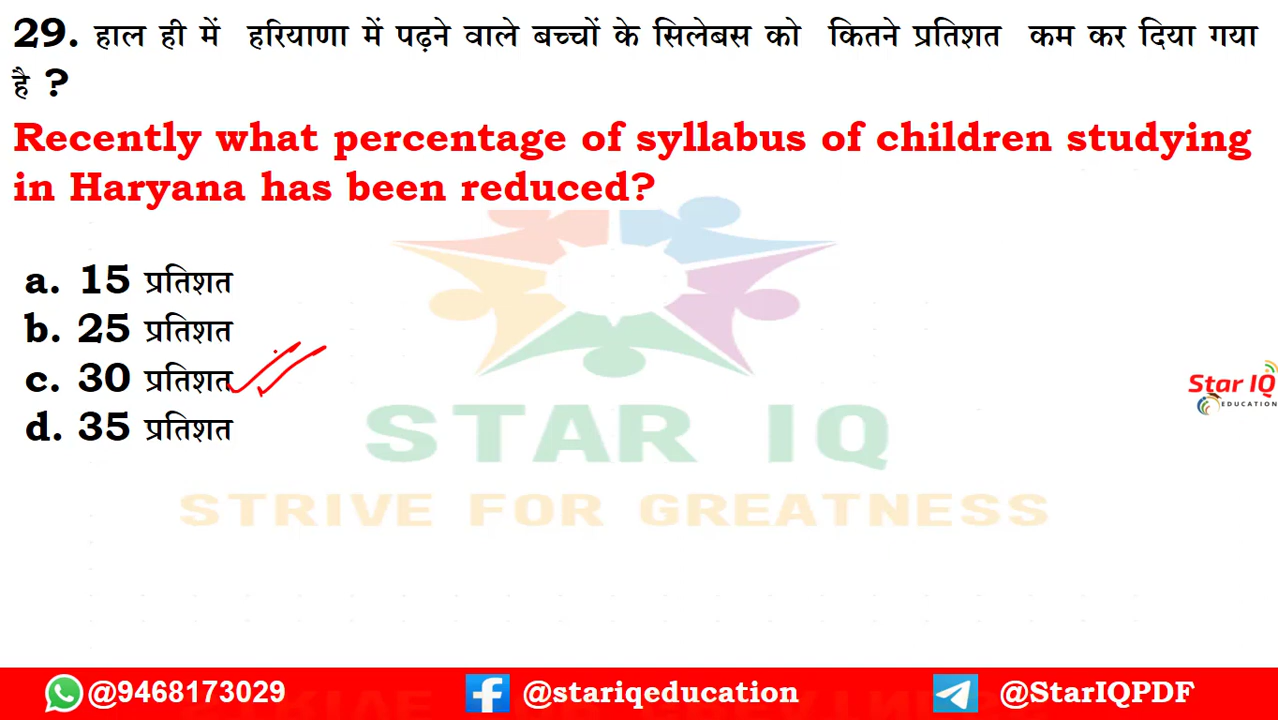 29. हाल ही में हरियाणा में पढ़ने वाले बच्चों के सिलेबस को कितने प्रतिशत कम कर दिया गया
है ?
Recently what percentage of syllabus of children studying
in Haryana has been reduced?
a. 15 प्रतिशत
b. 25 प्रतिशत
c. 30 प्रतिशत
d. 35 प्रतिशत
Star IQ
EDUCATION
STAR IQ
STRIVE FOR GREATNESS
@9468173029
@stariqeducation
@StarIQPDF